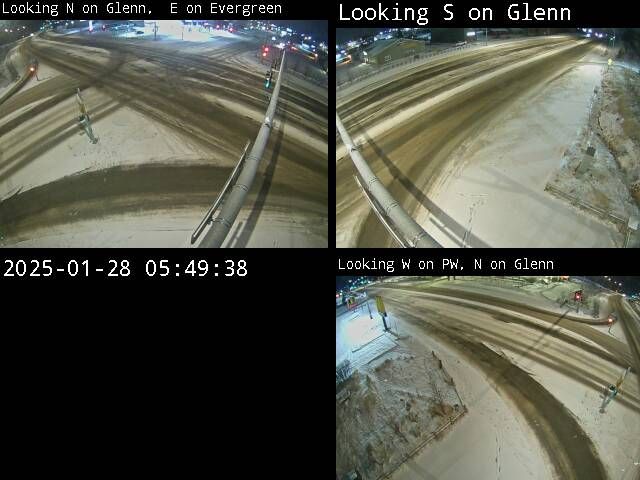 Looking N on Glenn,  E on Evergreen
Looking S on Glenn
2025-01-28 05:49:38
Looking W on PW, N on Glenn